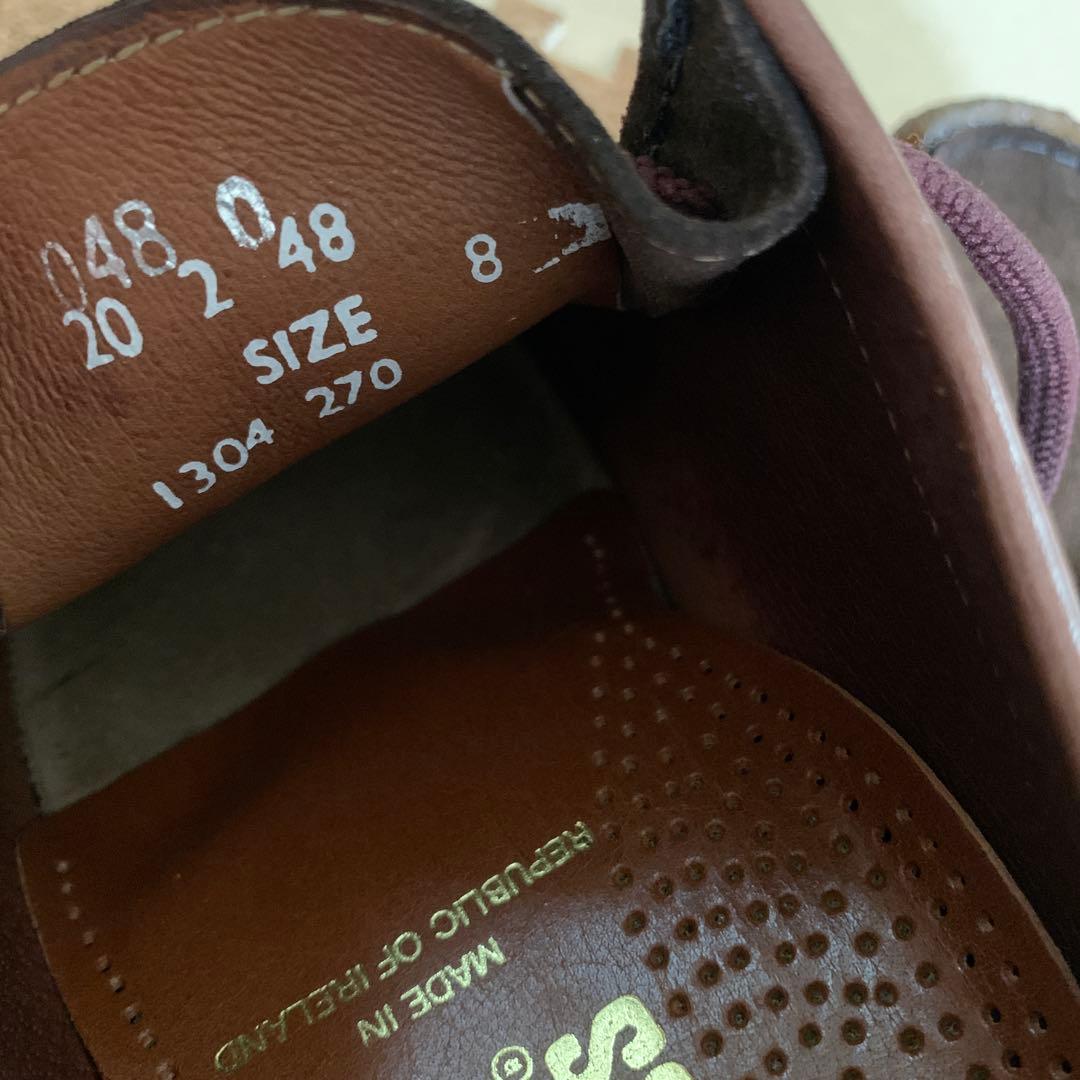 048 048 8
20 2
SIZE
1304 270
MADE IN
REPUBLIC OF IRELAND
®